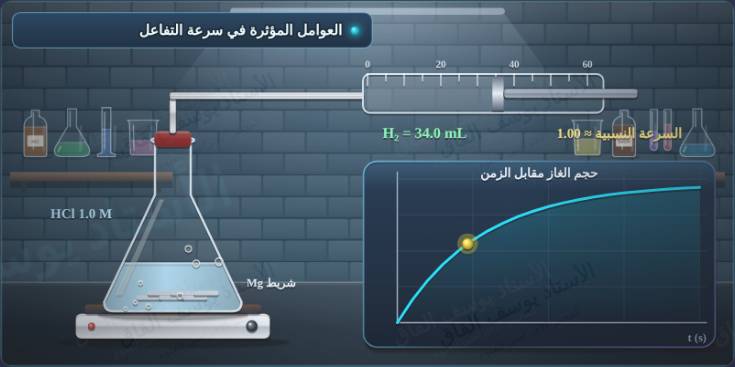 العوامل المؤثرة في سرعة التفاعل
0 20 40 60
H₂ = 34.0 mL
السرعة النسبية ≈ 1.00
حجم الغاز مقابل الزمن
HCl 1.0 M
شريط Mg
t (s)